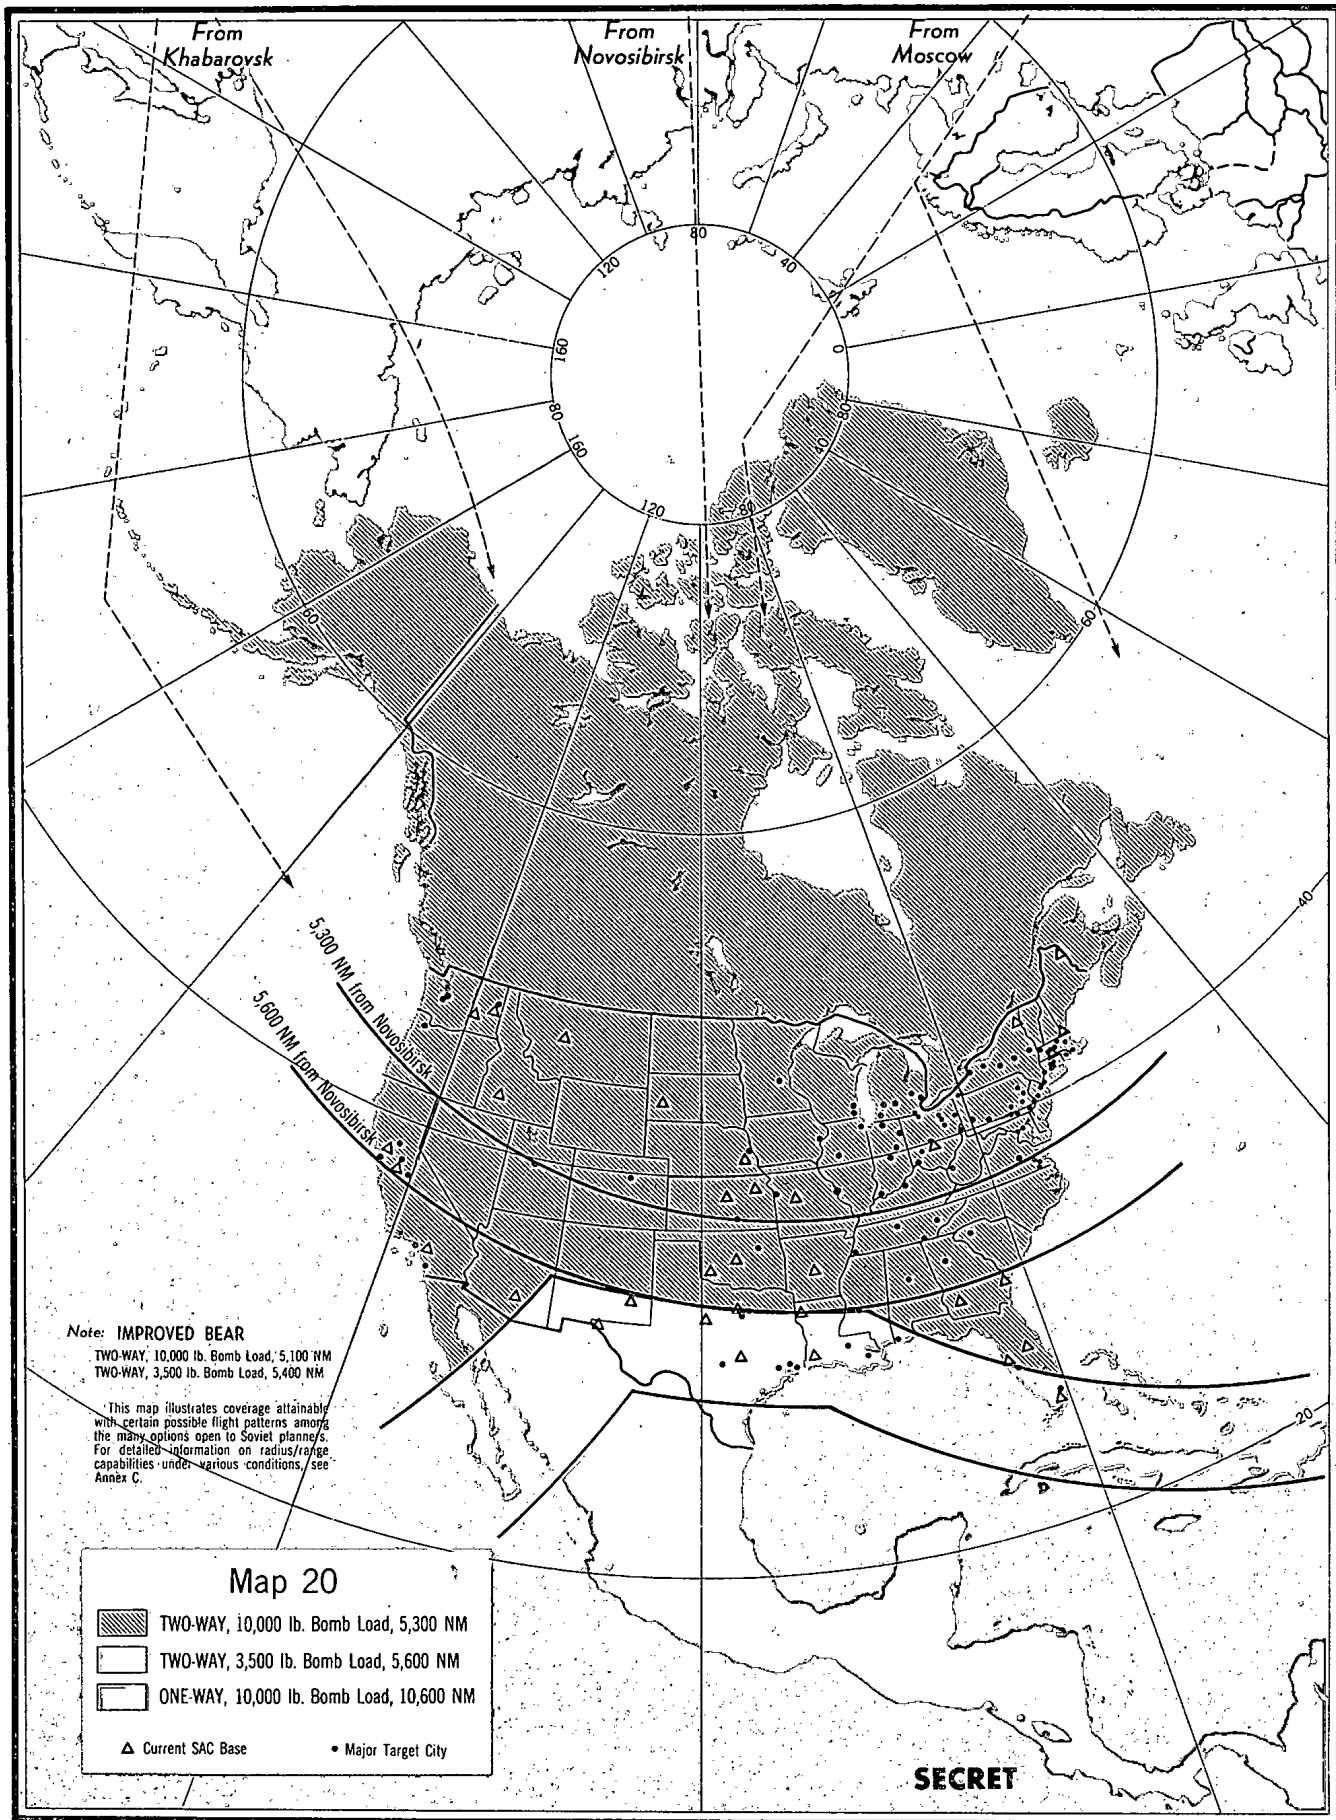 From
Khabarovsk
From
Novosibirsk
From
Moscow
80
120
40
160
0
80
160
80
40
120
80
60
60
40
5,300 NM from Novosibirsk
5,600 NM from Novosibirsk
20
Note: IMPROVED BEAR
TWO-WAY, 10,000 lb. Bomb Load, 5,100 NM
TWO-WAY, 3,500 lb. Bomb Load, 5,400 NM
This map illustrates coverage attainable
with certain possible flight patterns among
the many options open to Soviet planners.
For detailed information on radius/range
capabilities under various conditions, see
Annex C.
Map 20
TWO-WAY, 10,000 lb. Bomb Load, 5,300 NM
TWO-WAY, 3,500 lb. Bomb Load, 5,600 NM
ONE-WAY, 10,000 lb. Bomb Load, 10,600 NM
Current SAC Base
Major Target City
SECRET